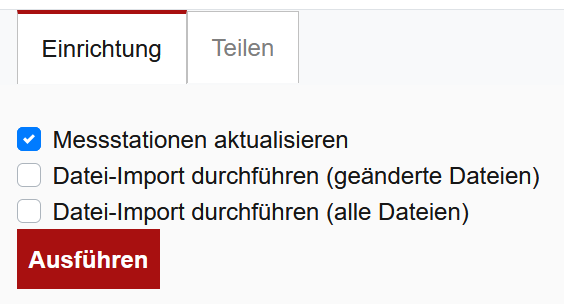 Einrichtung Teilen
Messstationen aktualisieren
Datei-Import durchführen (geänderte Dateien)
Datei-Import durchführen (alle Dateien)
Ausführen